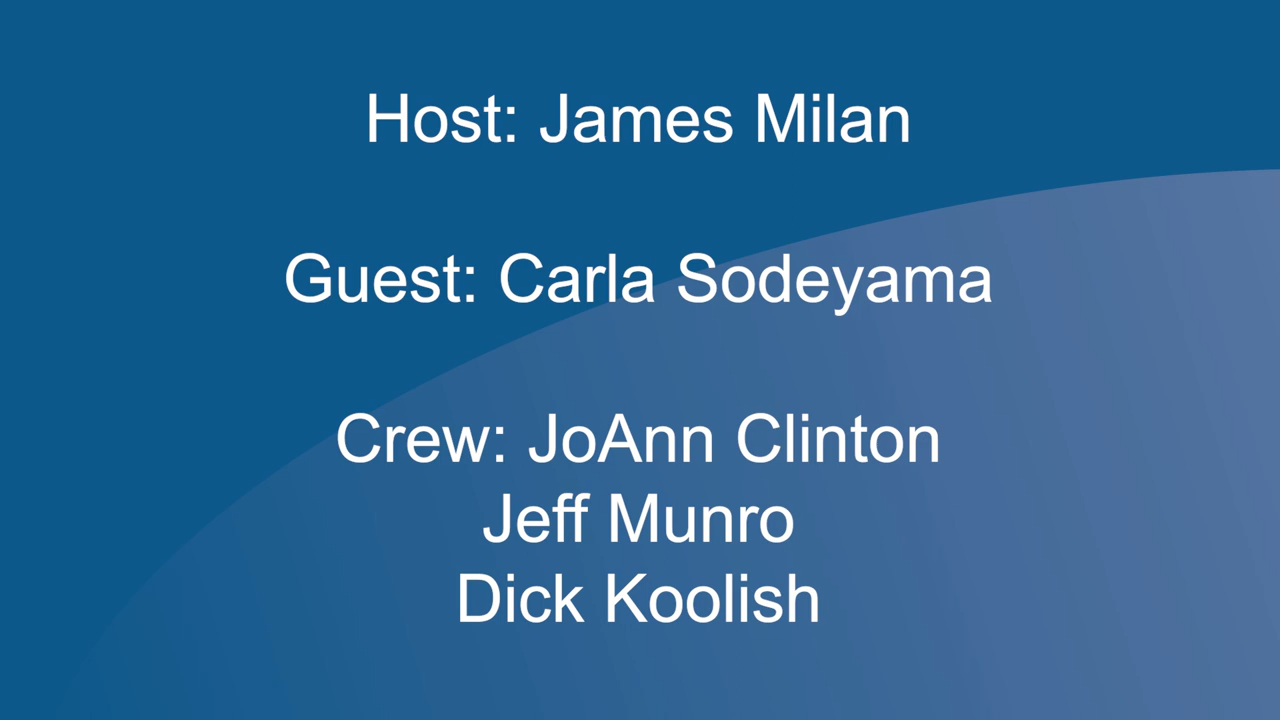 Host: James Milan
Guest: Carla Sodeyama
Crew: JoAnn Clinton
Jeff Munro
Dick Koolish